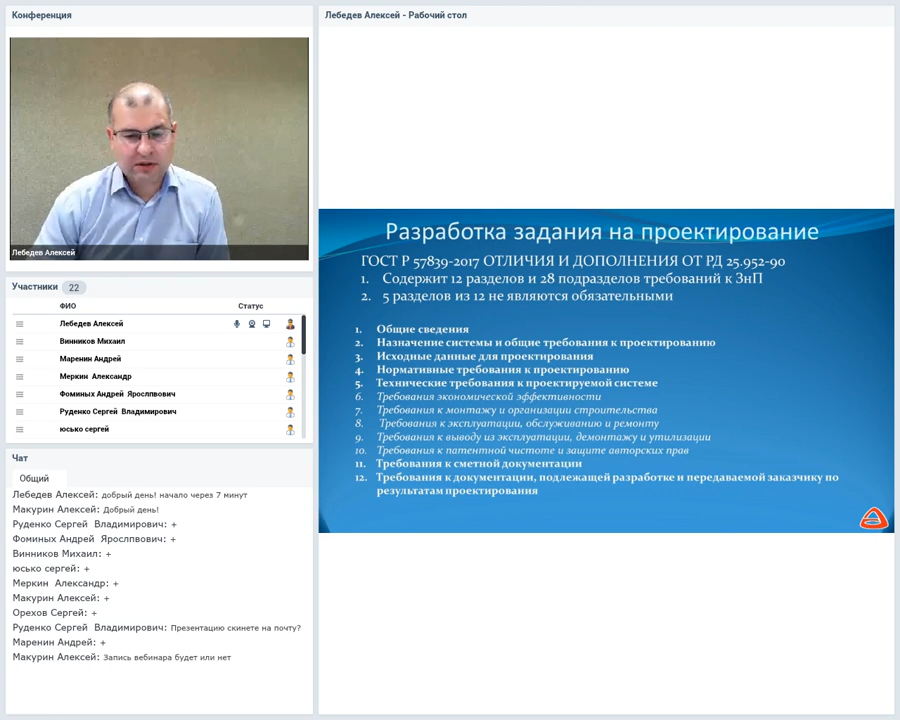 Конференция
Лебедев Алексей
Участники 22
ФИО Статус
Лебедев Алексей
Винников Михаил
Маренин Андрей
Меркин Александр
Фоминых Андрей Ярослпвович
Руденко Сергей Владимирович
юсько сергей
Чат
Общий
Лебедев Алексей: добрый день! начало через 7 минут
Макурин Алексей: Добрый день!
Руденко Сергей Владимирович: +
Фоминых Андрей Ярослпвович: +
Винников Михаил: +
юсько сергей: +
Меркин Александр: +
Макурин Алексей: +
Орехов Сергей: +
Руденко Сергей Владимирович: Презентацию скинете на почту?
Маренин Андрей: +
Макурин Алексей: Запись вебинара будет или нет
Лебедев Алексей - Рабочий стол
Разработка задания на проектирование
ГОСТ Р 57839-2017 ОТЛИЧИЯ И ДОПОЛНЕНИЯ ОТ РД 25.952-90
1. Содержит 12 разделов и 28 подразделов требований к ЗнП
2. 5 разделов из 12 не являются обязательными
1. Общие сведения
2. Назначение системы и общие требования к проектированию
3. Исходные данные для проектирования
4. Нормативные требования к проектированию
5. Технические требования к проектируемой системе
6. Требования экономической эффективности
7. Требования к монтажу и организации строительства
8. Требования к эксплуатации, обслуживанию и ремонту
9. Требования к выводу из эксплуатации, демонтажу и утилизации
10. Требования к патентной чистоте и защите авторских прав
11. Требования к сметной документации
12. Требования к документации, подлежащей разработке и передаваемой заказчику по
результатам проектирования